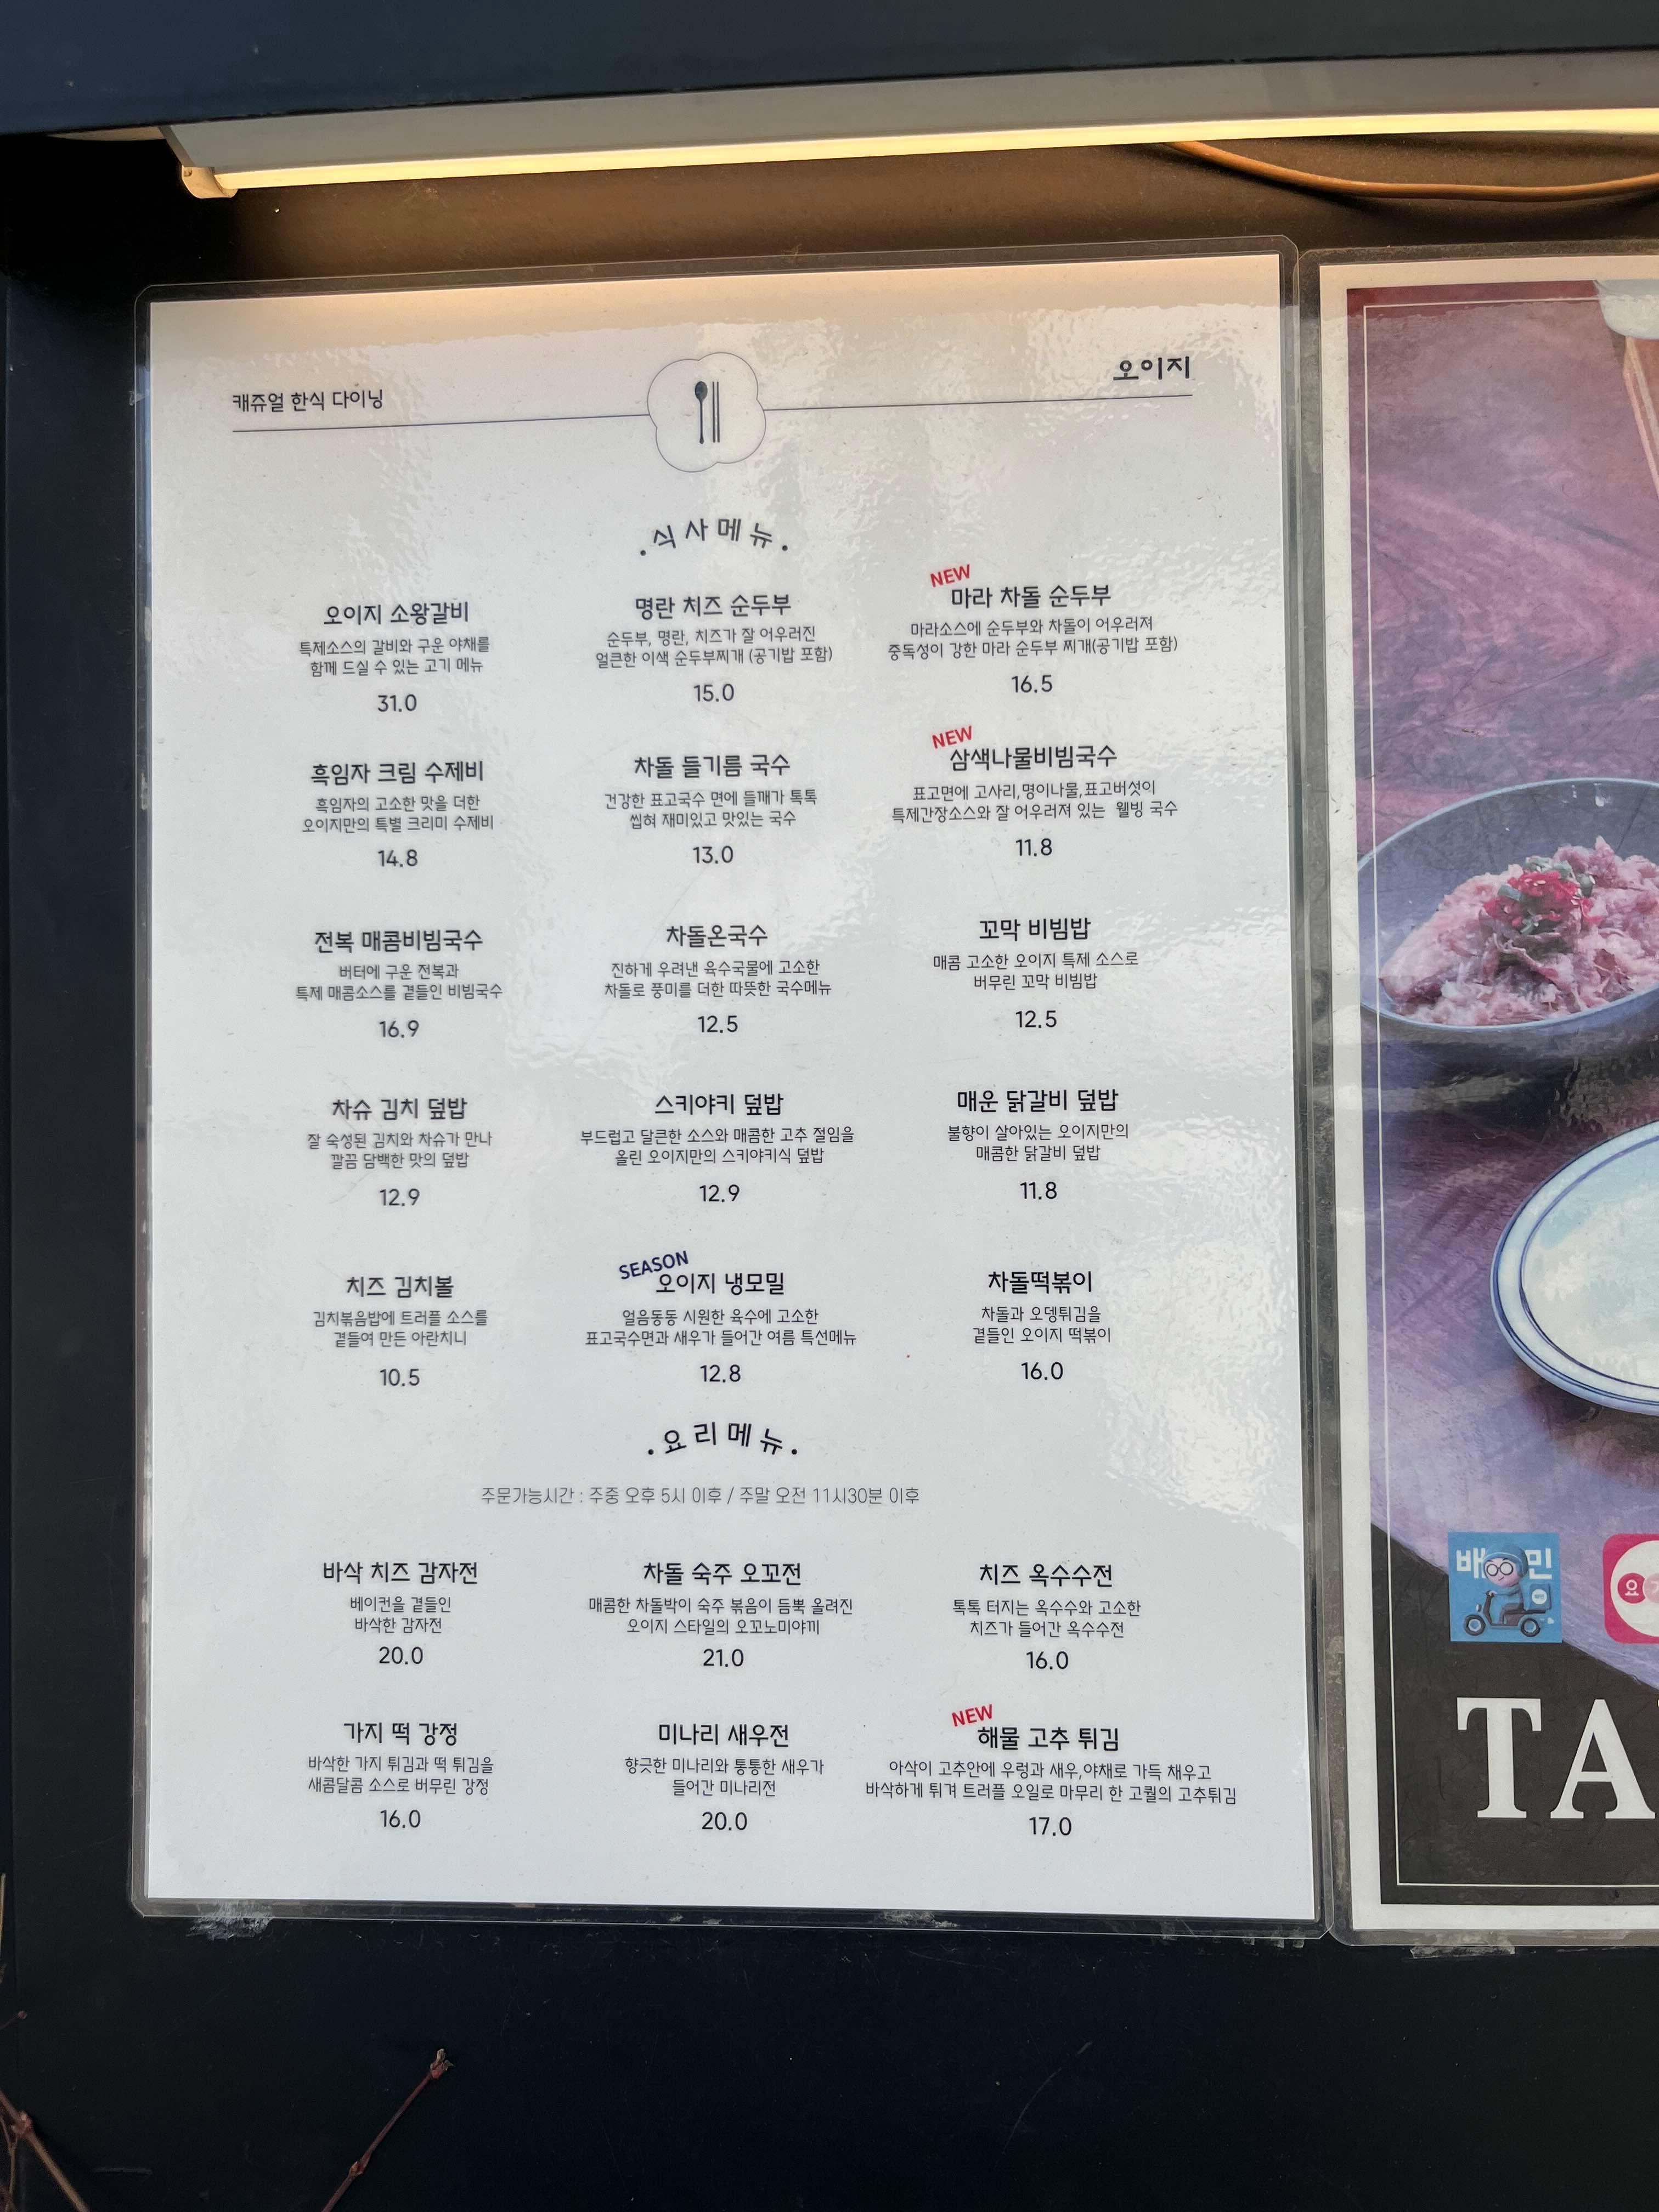 캐쥬얼 한식 다이닝
오이지
식사메뉴
오이지 소왕갈비
특제소스의 갈비와 구운 야채를
함께 드실 수 있는 고기 메뉴
31.0
명란 치즈 순두부
순두부, 명란, 치즈가 잘 어우러진
얼큰한 이색 순두부찌개 (공기밥 포함)
15.0
NEW
마라 차돌 순두부
마라소스에 순두부와 차돌이 어우러져
중독성이 강한 마라 순두부 찌개(공기밥 포함)
16.5
흑임자 크림 수제비
흑임자의 고소한 맛을 더한
오이지만의 특별 크리미 수제비
14.8
차돌 들기름 국수
건강한 표고국수 면에 들깨가 톡톡
씹혀 재미있고 맛있는 국수
13.0
NEW
삼색나물비빔국수
표고면에 고사리,명이나물,표고버섯이
특제간장소스와 잘 어우러져 있는 웰빙 국수
11.8
전복 매콤비빔국수
버터에 구운 전복과
특제 매콤소스를 곁들인 비빔국수
16.9
차돌온국수
진하게 우려낸 육수국물에 고소한
차돌로 풍미를 더한 따뜻한 국수메뉴
12.5
꼬막 비빔밥
매콤 고소한 오이지 특제 소스로
버무린 꼬막 비빔밥
12.5
차슈 김치 덮밥
잘 숙성된 김치와 차슈가 만나
깔끔 담백한 맛의 덮밥
12.9
스키야키 덮밥
부드럽고 달큰한 소스와 매콤한 고추 절임을
올린 오이지만의 스키야키식 덮밥
12.9
매운 닭갈비 덮밥
불향이 살아있는 오이지만의
매콤한 닭갈비 덮밥
11.8
치즈 김치볼
김치볶음밥에 트러플 소스를
곁들여 만든 아란치니
10.5
SEASON
오이지 냉모밀
얼음동동 시원한 육수에 고소한
표고국수면과 새우가 들어간 여름 특선메뉴
12.8
차돌떡볶이
차돌과 오뎅튀김을
곁들인 오이지 떡볶이
16.0
요리메뉴
주문가능시간 : 주중 오후 5시 이후 / 주말 오전 11시30분 이후
바삭 치즈 감자전
베이컨을 곁들인
바삭한 감자전
20.0
차돌 숙주 오꼬전
매콤한 차돌박이 숙주 볶음이 듬뿍 올려진
오이지 스타일의 오꼬노미야끼
21.0
치즈 옥수수전
톡톡 터지는 옥수수와 고소한
치즈가 들어간 옥수수전
16.0
가지 떡 강정
바삭한 가지 튀김과 떡 튀김을
새콤달콤 소스로 버무린 강정
16.0
미나리 새우전
향긋한 미나리와 통통한 새우가
들어간 미나리전
20.0
NEW
해물 고추 튀김
아삭이 고추안에 우렁과 새우,야채로 가득 채우고
바삭하게 튀겨 트러플 오일로 마무리 한 고퀄의 고추튀김
17.0
배민
요
TA